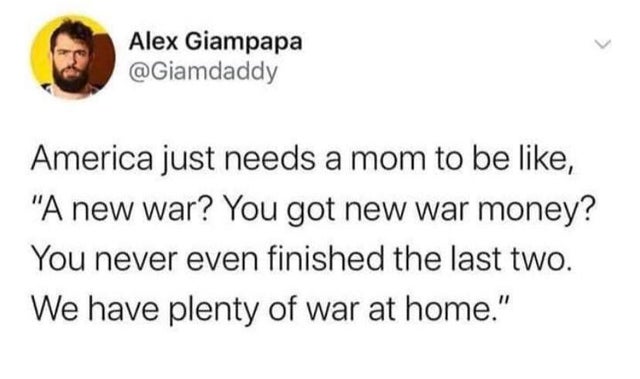 Alex Giampapa
@Giamdaddy
America just needs a mom to be like,
"A new war? You got new war money?
You never even finished the last two.
We have plenty of war at home."